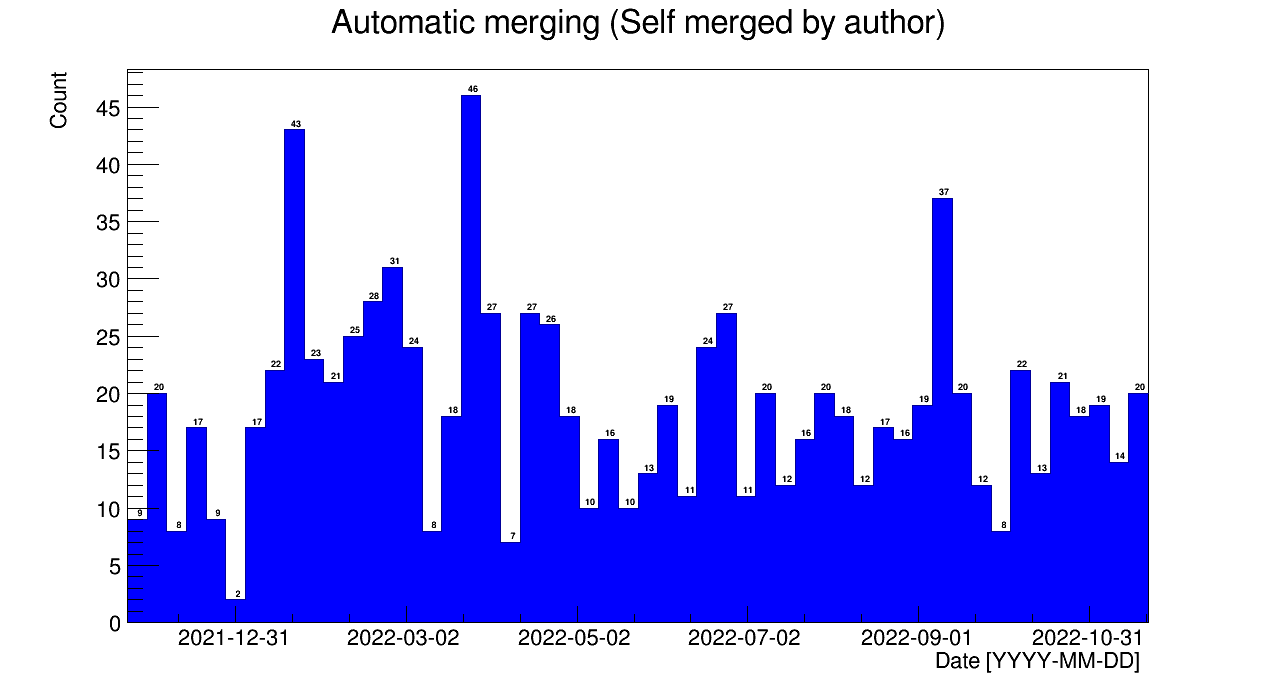 Automatic merging (Self merged by author)
Count
45
40
35
30
25
20
15
10
5
0
9 20 8 17 9 2 17 22 43 23 21 25 28 31 24 8 18 46 27 7 27 26 18 10 16 10 13 19 11 24 27 11 20 12 16 20 18 12 17 16 19 37 20 12 8 22 13 21 18 19 14 20
2021-12-31 2022-03-02 2022-05-02 2022-07-02 2022-09-01 2022-10-31
Date [YYYY-MM-DD]